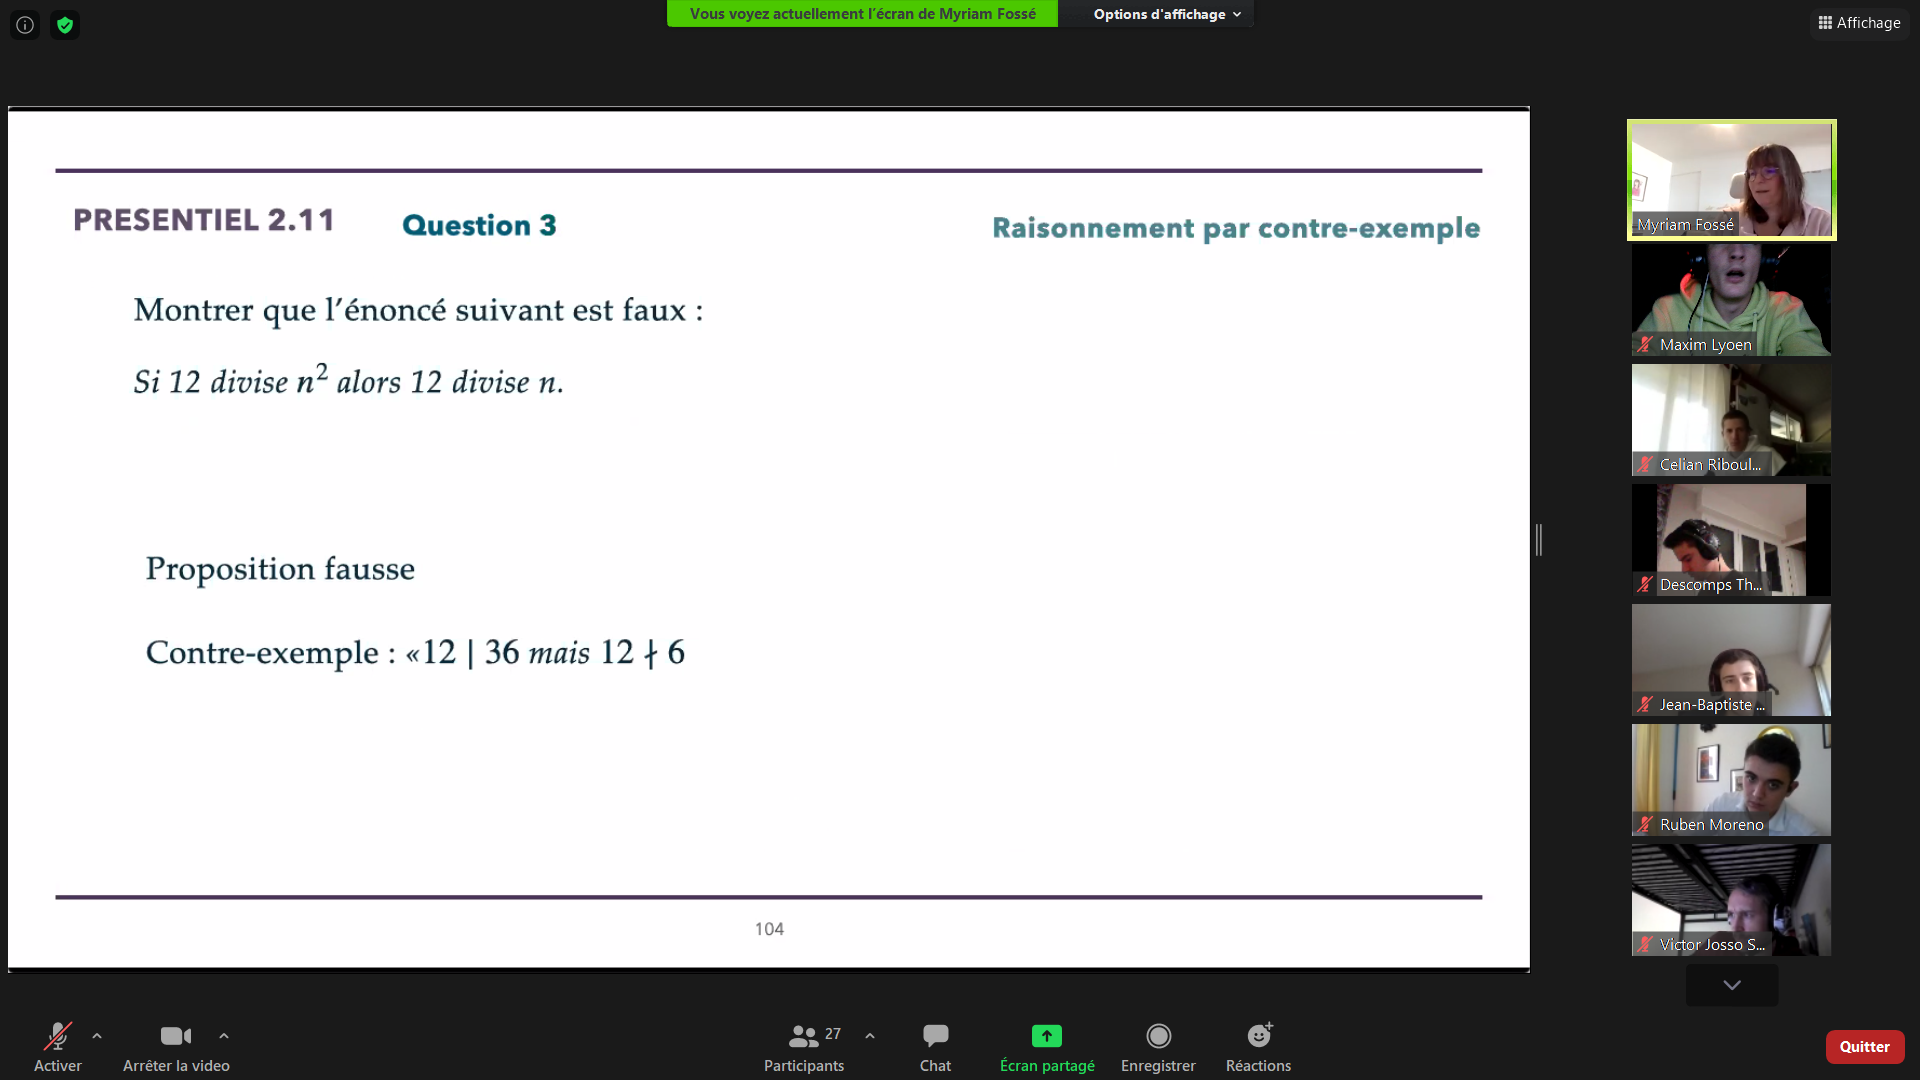 Vous voyez actuellement l'écran de Myriam Fossé
Options d'affichage
Affichage
PRESENTIEL 2.11
Question 3
Raisonnement par contre-exemple
Montrer que l'énoncé suivant est faux :
Si 12 divise n² alors 12 divise n.
Proposition fausse
Contre-exemple : «12 | 36 mais 12 ∤ 6
104
Myriam Fossé
Maxim Lyoen
Celian Riboul...
Descomps Th...
Jean-Baptiste ...
Ruben Moreno
Victor Josso S...
Activer
Arrêter la video
27
Participants
Chat
Écran partagé
Enregistrer
Réactions
Quitter